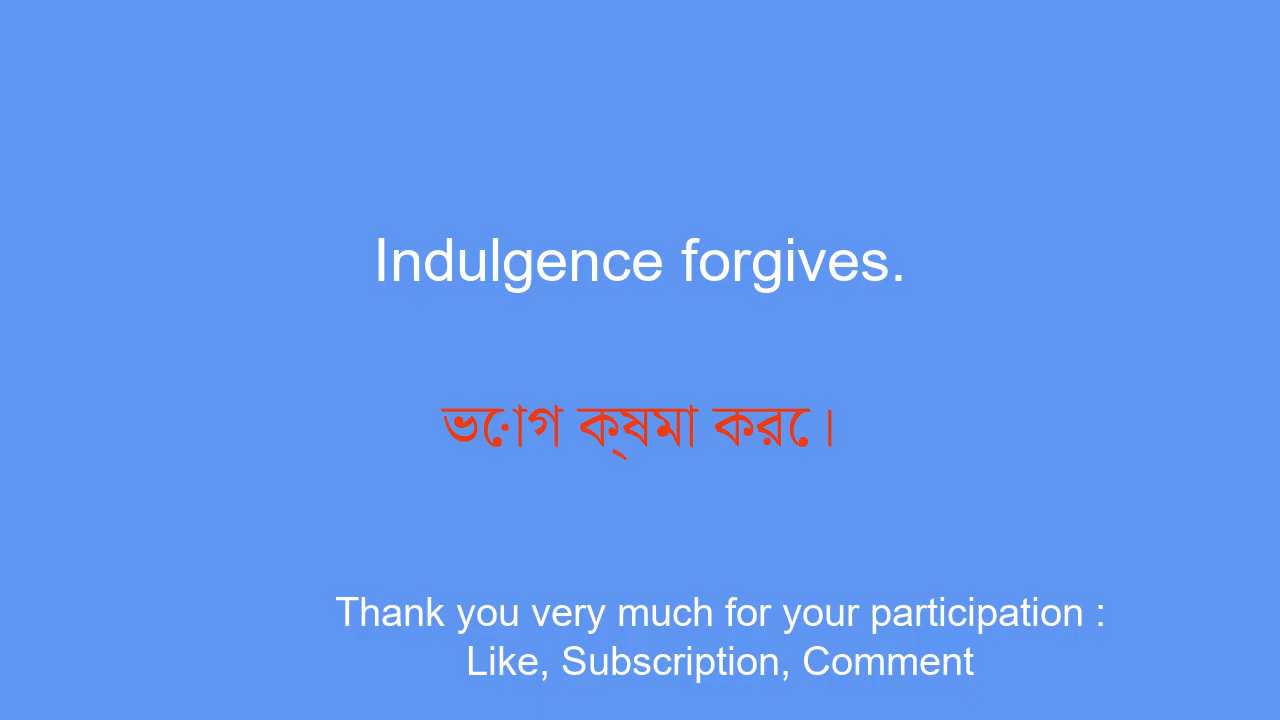 Indulgence forgives.
ভোগ ক্ষমা করে।
Thank you very much for your participation :
Like, Subscription, Comment